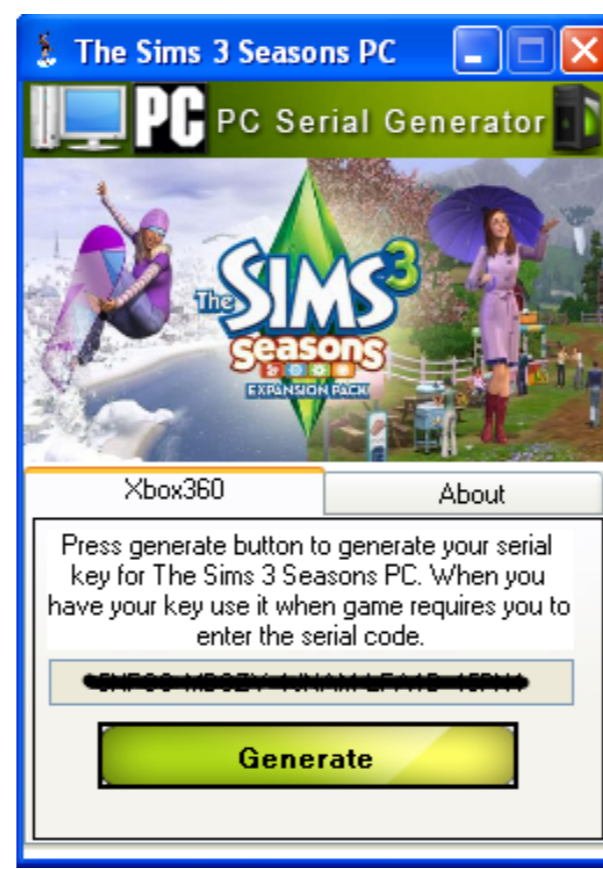 The Sims 3 Seasons PC
PC PC Serial Generator
The SIMS 3
Seasons
EXPANSION PACK
Xbox360 About
Press generate button to generate your serial
key for The Sims 3 Seasons PC. When you
have your key use it when game requires you to
enter the serial code.
Generate